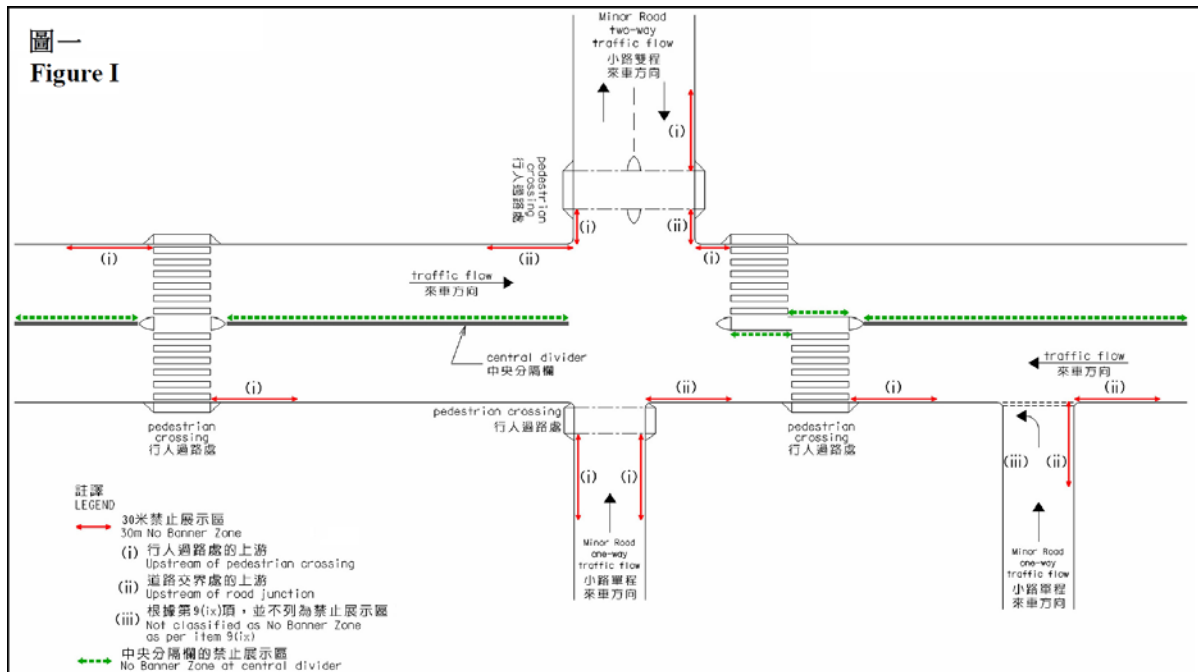 圖一
Figure I
Minor Road
two-way
traffic flow
小路雙程
來車方向
(i)
pedestrian
crossing
行人過路處
(i)
(ii)
(i)
(ii)
(i)
traffic flow
來車方向
central divider
中央分隔欄
traffic flow
來車方向
(i)
pedestrian crossing
行人過路處
(ii)
(i)
(ii)
pedestrian
crossing
行人過路處
pedestrian
crossing
行人過路處
(i)
(i)
(iii)
(ii)
Minor Road
one-way
traffic flow
小路單程
來車方向
Minor Road
one-way
traffic flow
小路單程
來車方向
註譯
LEGEND
30米禁止展示區
30m No Banner Zone
(i) 行人過路處的上游
Upstream of pedestrian crossing
(ii) 道路交界處的上游
Upstream of road junction
(iii) 根據第9(ix)項，並不列為禁止展示區
Not classified as No Banner Zone
as per item 9(ix)
中央分隔欄的禁止展示區
No Banner Zone at central divider